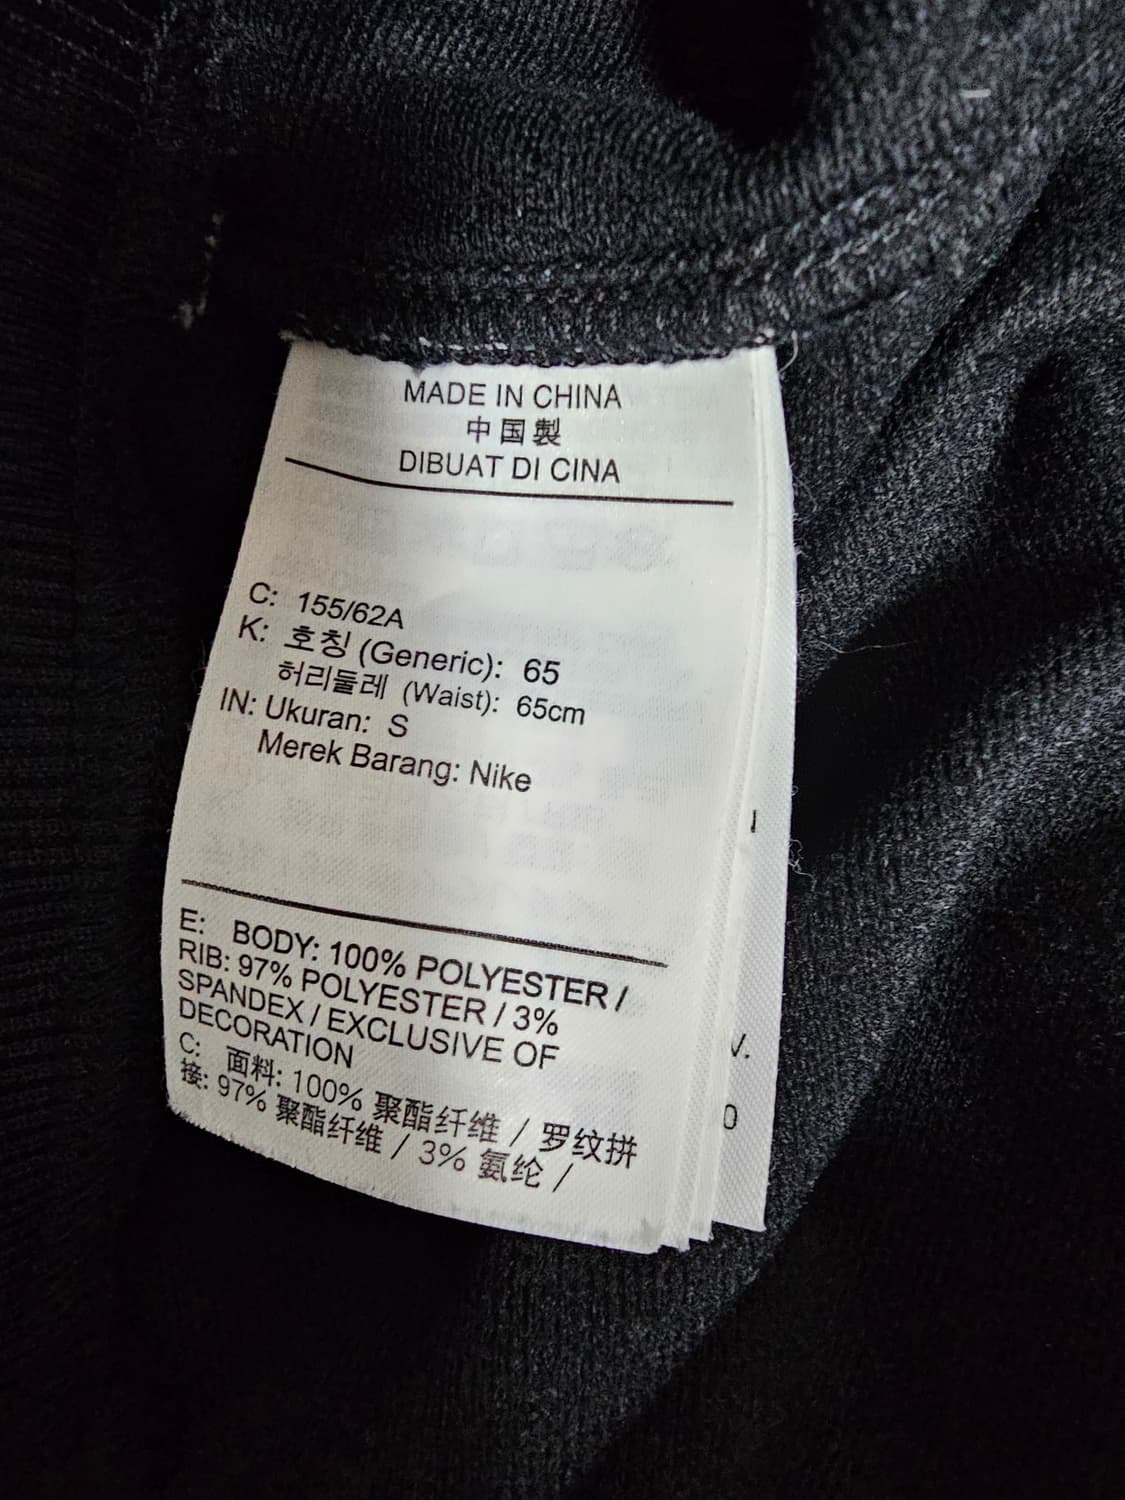 MADE IN CHINA
中国製
DIBUAT DI CINA
C: 155/62A
K: 호칭 (Generic): 65
허리둘레 (Waist): 65cm
IN: Ukuran: S
Merek Barang: Nike
E: BODY: 100% POLYESTER /
RIB: 97% POLYESTER / 3%
SPANDEX / EXCLUSIVE OF
DECORATION
C: 面料: 100% 聚酯纤维 / 罗纹拼
接: 97% 聚酯纤维 / 3% 氨纶 /
V.
0